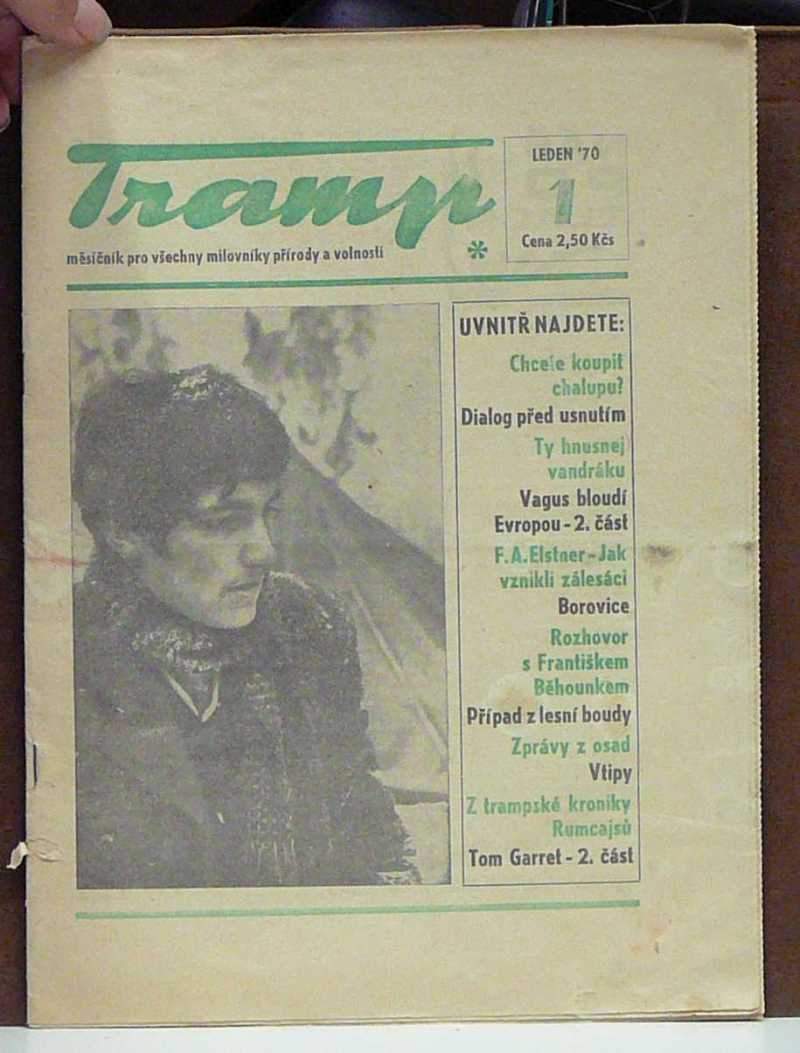 Tramp
měsíčník pro všechny milovníky přírody a volnosti
*
LEDEN '70
1
Cena 2,50 Kčs
UVNITŘ NAJDETE:
Chcete koupit
chalupu?
Dialog před usnutím
Ty hnusnej
vandráku
Vagus bloudí
Evropou - 2. část
F. A. Elstner - Jak
vznikli zálesáci
Borovice
Rozhovor
s Františkem
Běhounkem
Případ z lesní boudy
Zprávy z osad
Vtipy
Z trampské kroniky
Rumcajsů
Tom Garret - 2. část